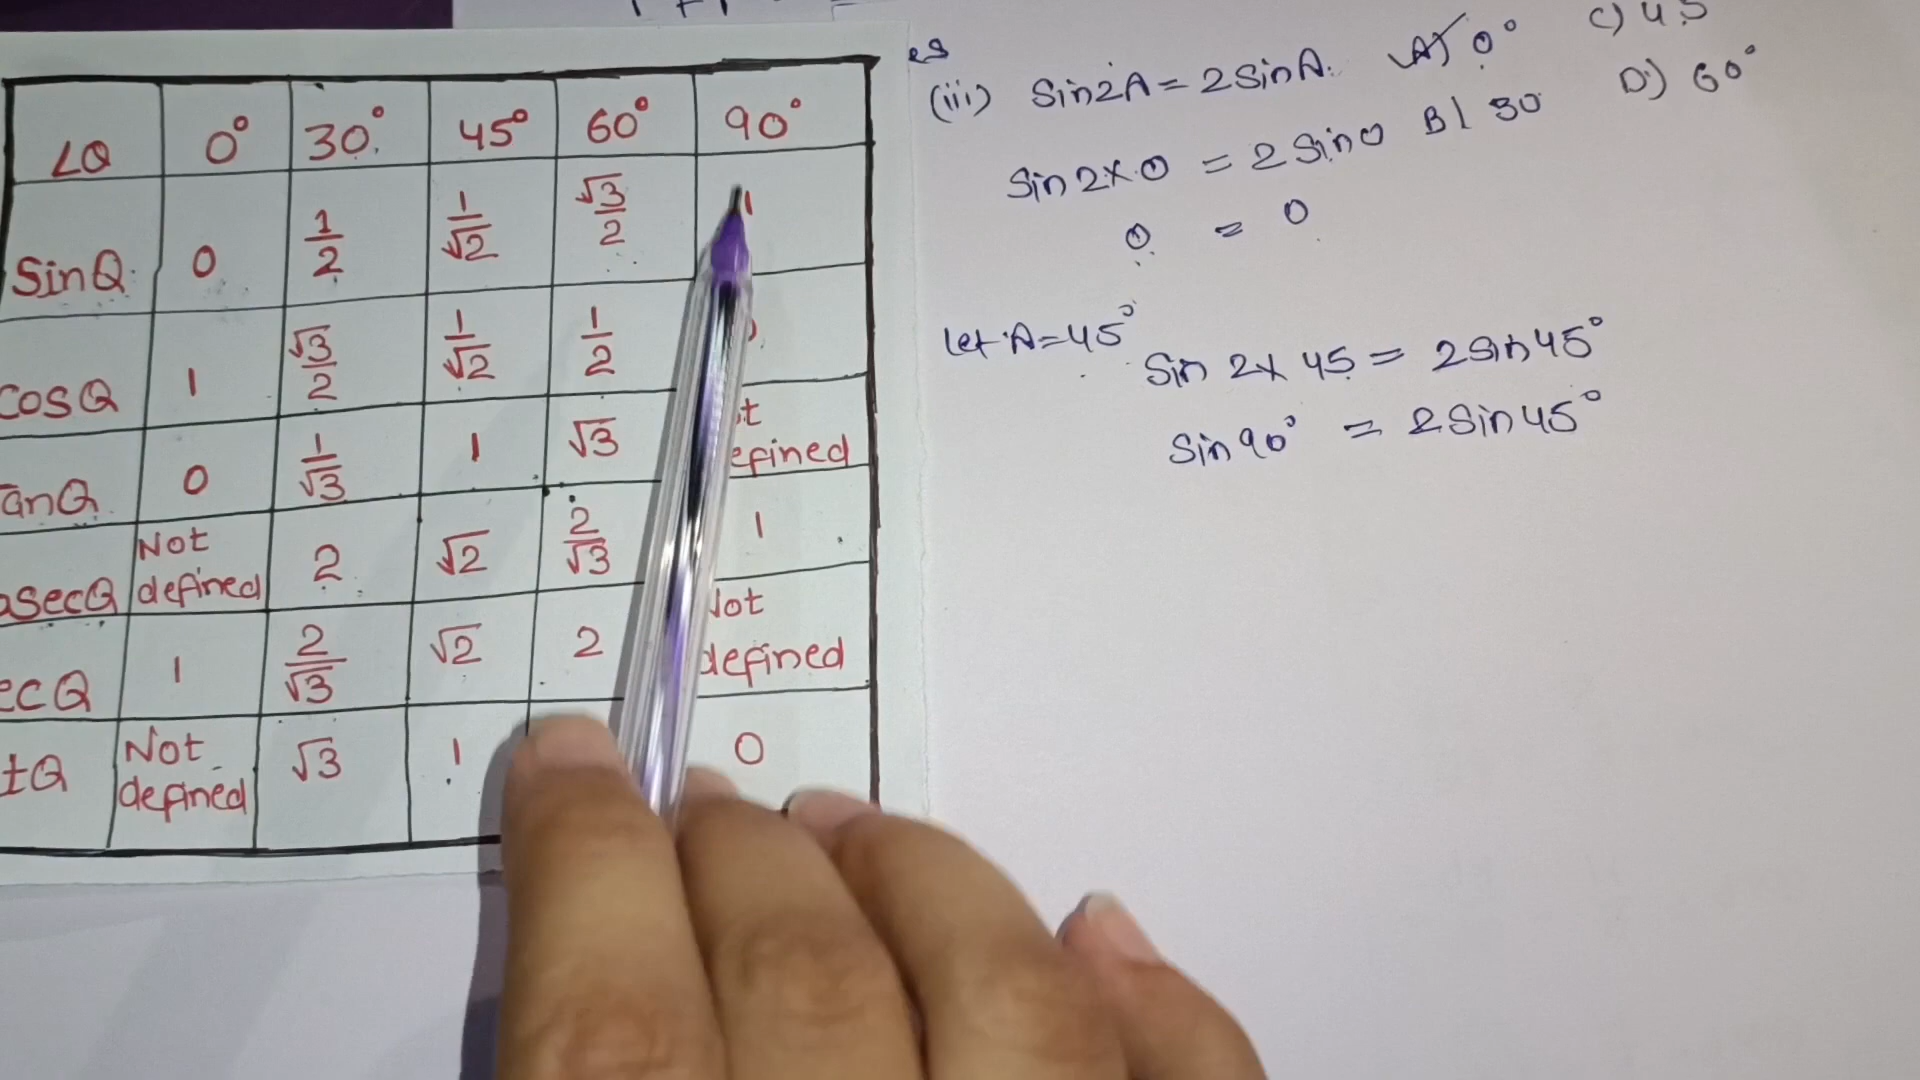 ∠Q 0° 30° 45° 60° 90°
SinQ 0 1/2 1/√2 √3/2 1
CosQ 1 √3/2 1/√2 1/2
anQ 0 1/√3 1 √3 efined
secQ Not defined 2 √2 2/√3 1
ecQ 1 2/√3 √2 2 Not defined
tQ Not defined √3 1 0
es
(iii) Sin2A = 2SinA. A) 0° C) 45
B) 30 D) 60°
Sin 2×0 = 2Sin0
0 = 0
let A=45°
Sin 2×45 = 2Sin45°
Sin90° = 2Sin45°